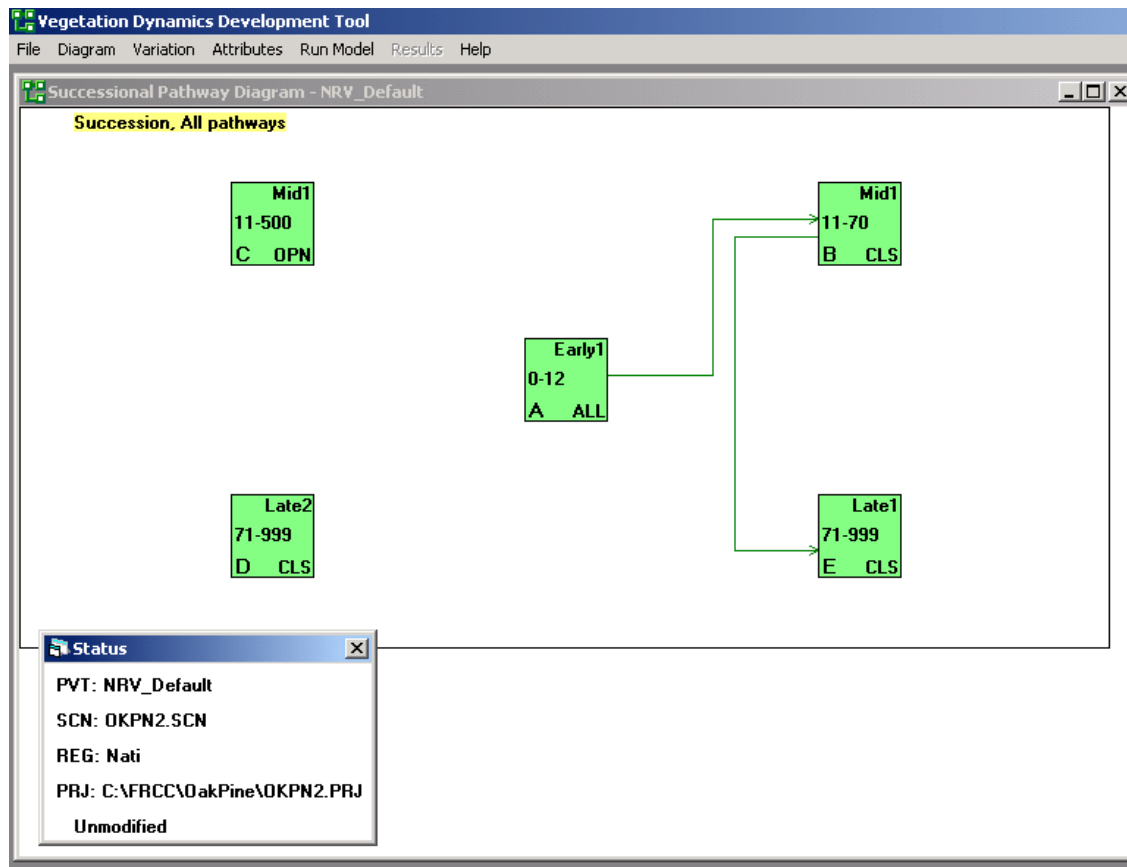 Vegetation Dynamics Development Tool
File Diagram Variation Attributes Run Model Results Help
Successional Pathway Diagram - NRV_Default
Succession, All pathways
Mid1
11-500
C OPN
Mid1
11-70
B CLS
Early1
0-12
A ALL
Late2
71-999
D CLS
Late1
71-999
E CLS
Status
PVT: NRV_Default
SCN: OKPN2.SCN
REG: Nati
PRJ: C:\FRCC\OakPine\OKPN2.PRJ
Unmodified